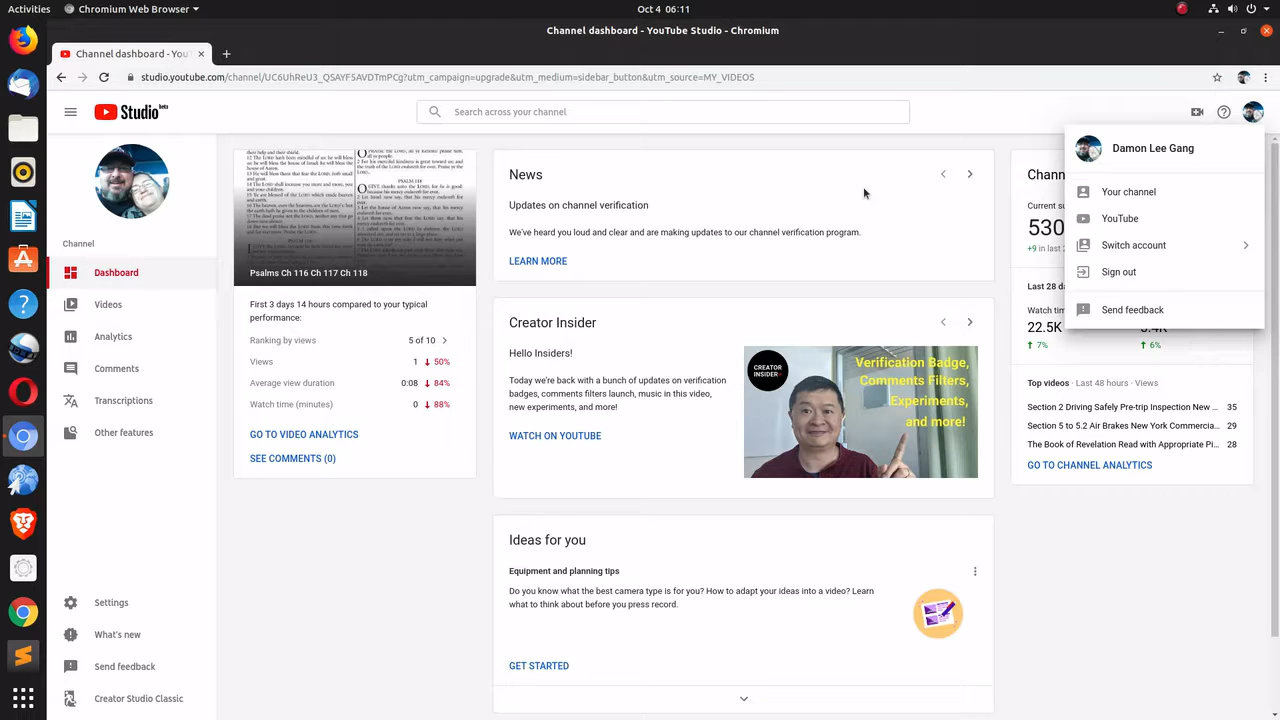 Activities
Chromium Web Browser
Oct 4 06:11
Channel dashboard - YouTube Studio - Chromium
Channel dashboard - You
studio.youtube.com/channel/UC6UhReU3_QSAYF5AVDTmPCg?utm_campaign=upgrade&utm_medium=sidebar_button&utm_source=MY_VIDEOS
Studio beta
Search across your channel
Damon Lee Gang
Your channel
YouTube
Switch account
Sign out
Send feedback
Channel
Dashboard
Videos
Analytics
Comments
Transcriptions
Other features
Settings
What's new
Send feedback
Creator Studio Classic
Psalms Ch 116 Ch 117 Ch 118
First 3 days 14 hours compared to your typical
performance:
Ranking by views 5 of 10
Views 1 50%
Average view duration 0:08 84%
Watch time (minutes) 0 88%
GO TO VIDEO ANALYTICS
SEE COMMENTS (0)
News
Updates on channel verification
We've heard you loud and clear and are making updates to our channel verification program.
LEARN MORE
Creator Insider
Hello Insiders!
Today we're back with a bunch of updates on verification
badges, comments filters launch, music in this video,
new experiments, and more!
WATCH ON YOUTUBE
CREATOR
INSIDER
Verification Badge,
Comments Filters,
Experiments,
and more!
Ideas for you
Equipment and planning tips
Do you know what the best camera type is for you? How to adapt your ideas into a video? Learn
what to think about before you press record.
GET STARTED
Chann
Current su
530
+9 in last 2
Last 28 d
Watch tim
22.5K
7% 6%
Top videos · Last 48 hours · Views
Section 2 Driving Safely Pre-trip Inspection New ... 35
Section 5 to 5.2 Air Brakes New York Commercia... 29
The Book of Revelation Read with Appropriate Pi... 28
GO TO CHANNEL ANALYTICS